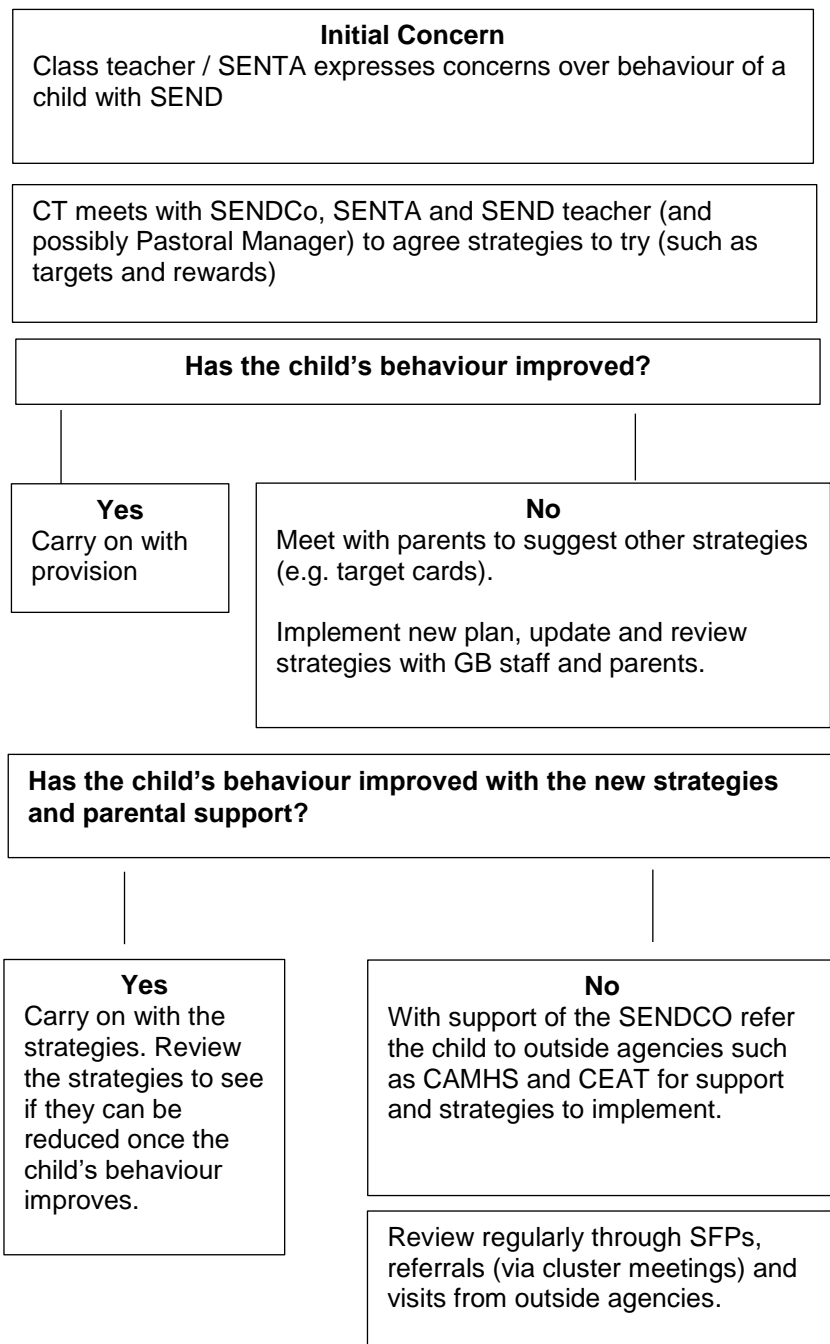 Initial Concern
Class teacher / SENTA expresses concerns over behaviour of a
child with SEND
CT meets with SENDCo, SENTA and SEND teacher (and
possibly Pastoral Manager) to agree strategies to try (such as
targets and rewards)
Has the child’s behaviour improved?
Yes
Carry on with
provision
No
Meet with parents to suggest other strategies
(e.g. target cards).
Implement new plan, update and review
strategies with GB staff and parents.
Has the child’s behaviour improved with the new strategies
and parental support?
Yes
Carry on with the
strategies. Review
the strategies to see
if they can be
reduced once the
child’s behaviour
improves.
No
With support of the SENDCO refer
the child to outside agencies such
as CAMHS and CEAT for support
and strategies to implement.
Review regularly through SFPs,
referrals (via cluster meetings) and
visits from outside agencies.